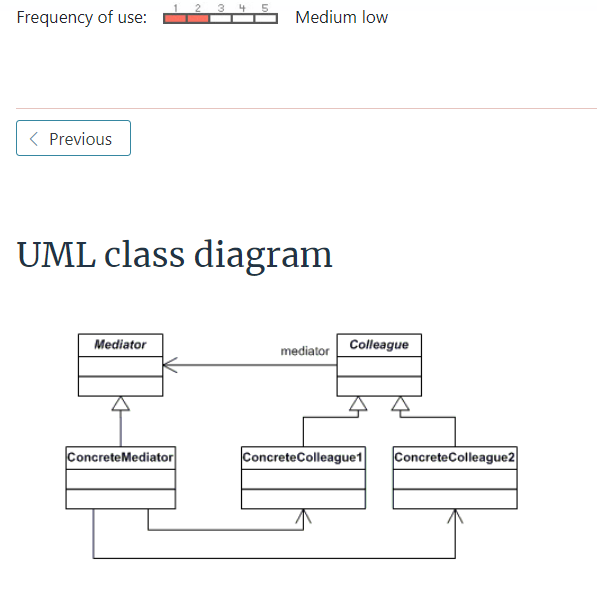 Frequency of use: 1 2 3 4 5 Medium low
Previous
UML class diagram
Mediator
mediator
Colleague
ConcreteMediator
ConcreteColleague1
ConcreteColleague2